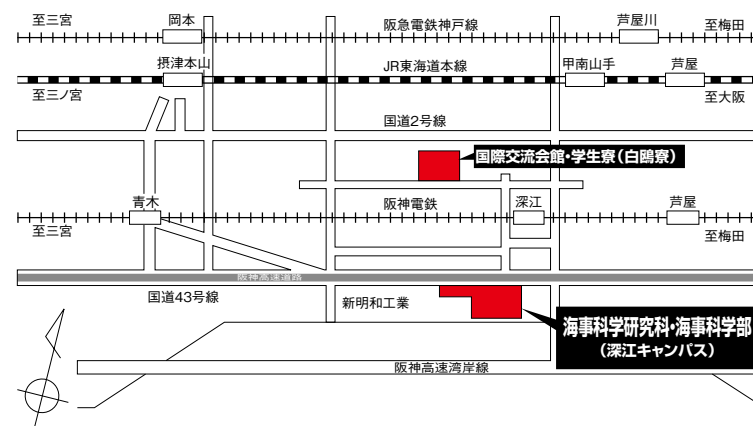 至三宮
岡本
阪急電鉄神戸線
芦屋川
至梅田
摂津本山
JR東海道本線
甲南山手
芦屋
至三ノ宮
至大阪
国道2号線
国際交流会館・学生寮(白鴎寮)
青木
阪神電鉄
深江
芦屋
至三宮
至梅田
阪神高速道路
国道43号線
新明和工業
海事科学研究科・海事科学部
(深江キャンパス)
阪神高速湾岸線